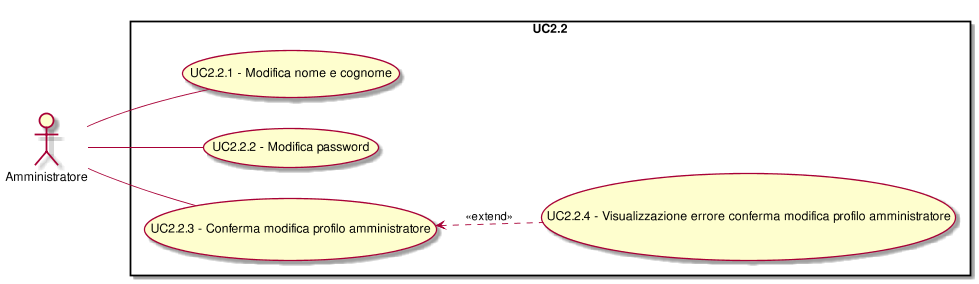 UC2.2
UC2.2.1 - Modifica nome e cognome
UC2.2.2 - Modifica password
Amministratore
UC2.2.3 - Conferma modifica profilo amministratore
«extend»
UC2.2.4 - Visualizzazione errore conferma modifica profilo amministratore